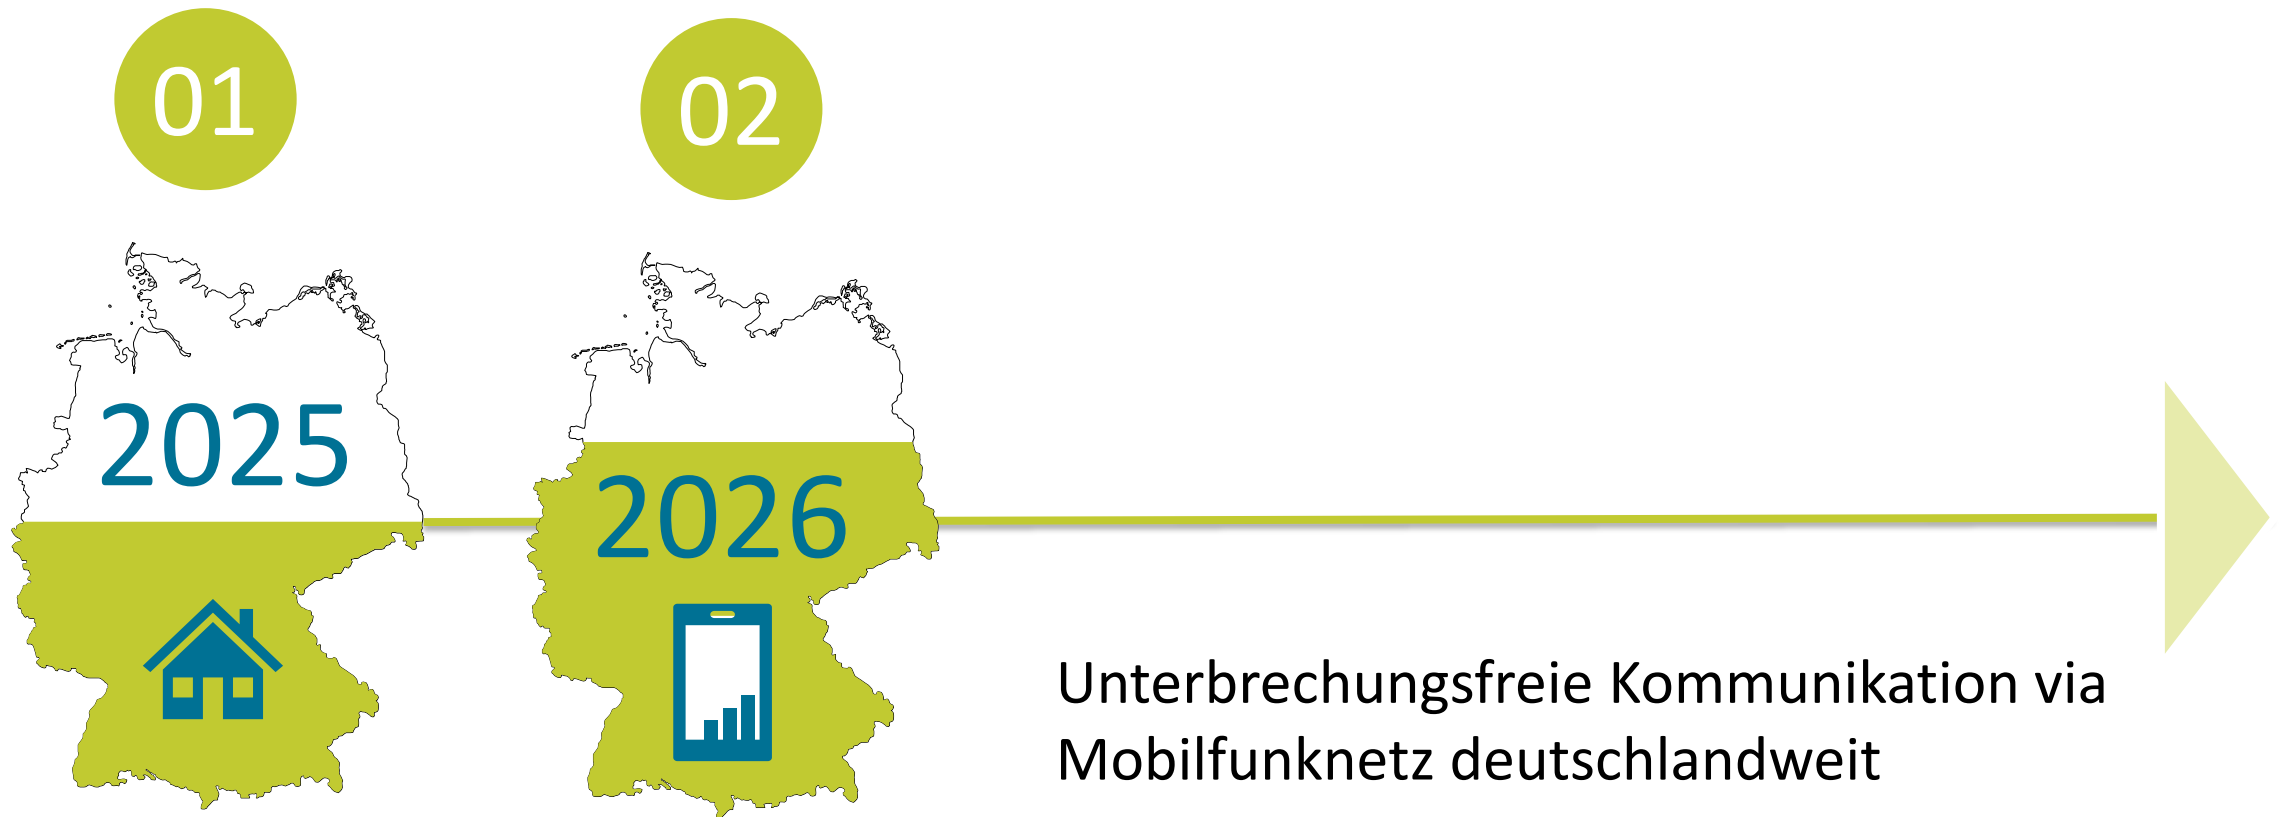 01
02
2025
2026
Unterbrechungsfreie Kommunikation via
Mobilfunknetz deutschlandweit